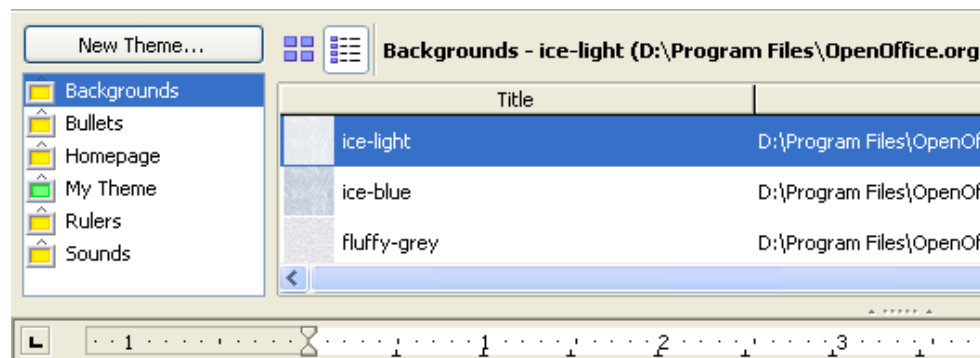 New Theme...
Backgrounds - ice-light (D:\Program Files\OpenOffice.org
Backgrounds
Bullets
Homepage
My Theme
Rulers
Sounds
Title
ice-light D:\Program Files\OpenOf
ice-blue D:\Program Files\OpenOf
fluffy-grey D:\Program Files\OpenOf
1 1 2 3